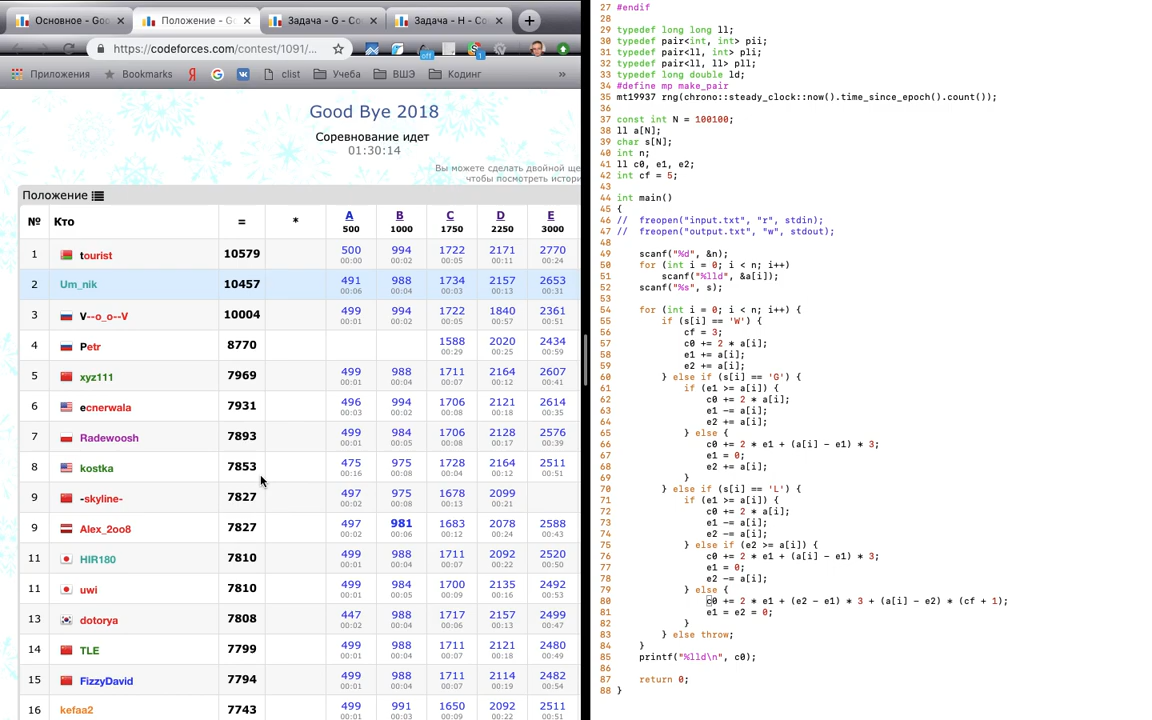 Основное - Goo
Положение - Go
Задача - G - Co
Задача - H - Co
https://codeforces.com/contest/1091/...
off
1
Приложения Bookmarks Я clist Учеба ВШЭ Кодинг »
Good Bye 2018
Соревнование идет
01:30:14
Вы можете сделать двойной ще
чтобы посмотреть истори
Положение
№ Кто = * A B C D E
500 1000 1750 2250 3000
1 tourist 10579 500 994 1722 2171 2770
00:00 00:02 00:05 00:11 00:24
2 Um_nik 10457 491 988 1734 2157 2653
00:06 00:04 00:03 00:13 00:31
3 V--o_o--V 10004 499 994 1722 1840 2361
00:01 00:02 00:05 00:57 00:51
4 Petr 8770 1588 2020 2434
00:29 00:25 00:59
5 xyz111 7969 499 988 1711 2164 2607
00:01 00:04 00:07 00:12 00:41
6 ecnerwala 7931 496 994 1706 2121 2614
00:03 00:02 00:08 00:18 00:35
7 Radewoosh 7893 499 984 1706 2128 2576
00:01 00:05 00:08 00:17 00:39
8 kostka 7853 475 975 1728 2164 2511
00:16 00:08 00:04 00:12 00:51
9 -skyline- 7827 497 975 1678 2099
00:02 00:08 00:13 00:21
9 Alex_2oo8 7827 497 981 1683 2078 2588
00:02 00:06 00:12 00:24 00:43
11 HIR180 7810 499 988 1711 2092 2520
00:01 00:04 00:07 00:22 00:50
11 uwi 7810 499 984 1700 2135 2492
00:01 00:05 00:09 00:16 00:53
13 dotorya 7808 447 988 1717 2157 2499
00:02 00:04 00:06 00:13 00:47
14 TLE 7799 499 988 1711 2121 2480
00:01 00:04 00:07 00:18 00:49
15 FizzyDavid 7794 499 988 1711 2114 2482
00:01 00:04 00:07 00:19 00:54
16 kefaa2 7743 499 991 1650 2092 2511
00:01 00:03 00:09 00:22 00:51
27 #endif
28
29 typedef long long ll;
30 typedef pair<int, int> pii;
31 typedef pair<ll, int> pli;
32 typedef pair<ll, ll> pll;
33 typedef long double ld;
34 #define mp make_pair
35 mt19937 rng(chrono::steady_clock::now().time_since_epoch().count());
36
37 const int N = 100100;
38 ll a[N];
39 char s[N];
40 int n;
41 ll c0, e1, e2;
42 int cf = 5;
43
44 int main()
45 {
46 // freopen("input.txt", "r", stdin);
47 // freopen("output.txt", "w", stdout);
48
49 scanf("%d", &n);
50 for (int i = 0; i < n; i++)
51 scanf("%lld", &a[i]);
52 scanf("%s", s);
53
54 for (int i = 0; i < n; i++) {
55 if (s[i] == 'W') {
56 cf = 3;
57 c0 += 2 * a[i];
58 e1 += a[i];
59 e2 += a[i];
60 } else if (s[i] == 'G') {
61 if (e1 >= a[i]) {
62 c0 += 2 * a[i];
63 e1 -= a[i];
64 e2 += a[i];
65 } else {
66 c0 += 2 * e1 + (a[i] - e1) * 3;
67 e1 = 0;
68 e2 += a[i];
69 }
70 } else if (s[i] == 'L') {
71 if (e1 >= a[i]) {
72 c0 += 2 * a[i];
73 e1 -= a[i];
74 e2 -= a[i];
75 } else if (e2 >= a[i]) {
76 c0 += 2 * e1 + (a[i] - e1) * 3;
77 e1 = 0;
78 e2 -= a[i];
79 } else {
80 c0 += 2 * e1 + (e2 - e1) * 3 + (a[i] - e2) * (cf + 1);
81 e1 = e2 = 0;
82 }
83 } else throw;
84 }
85 printf("%lld\n", c0);
86
87 return 0;
88 }